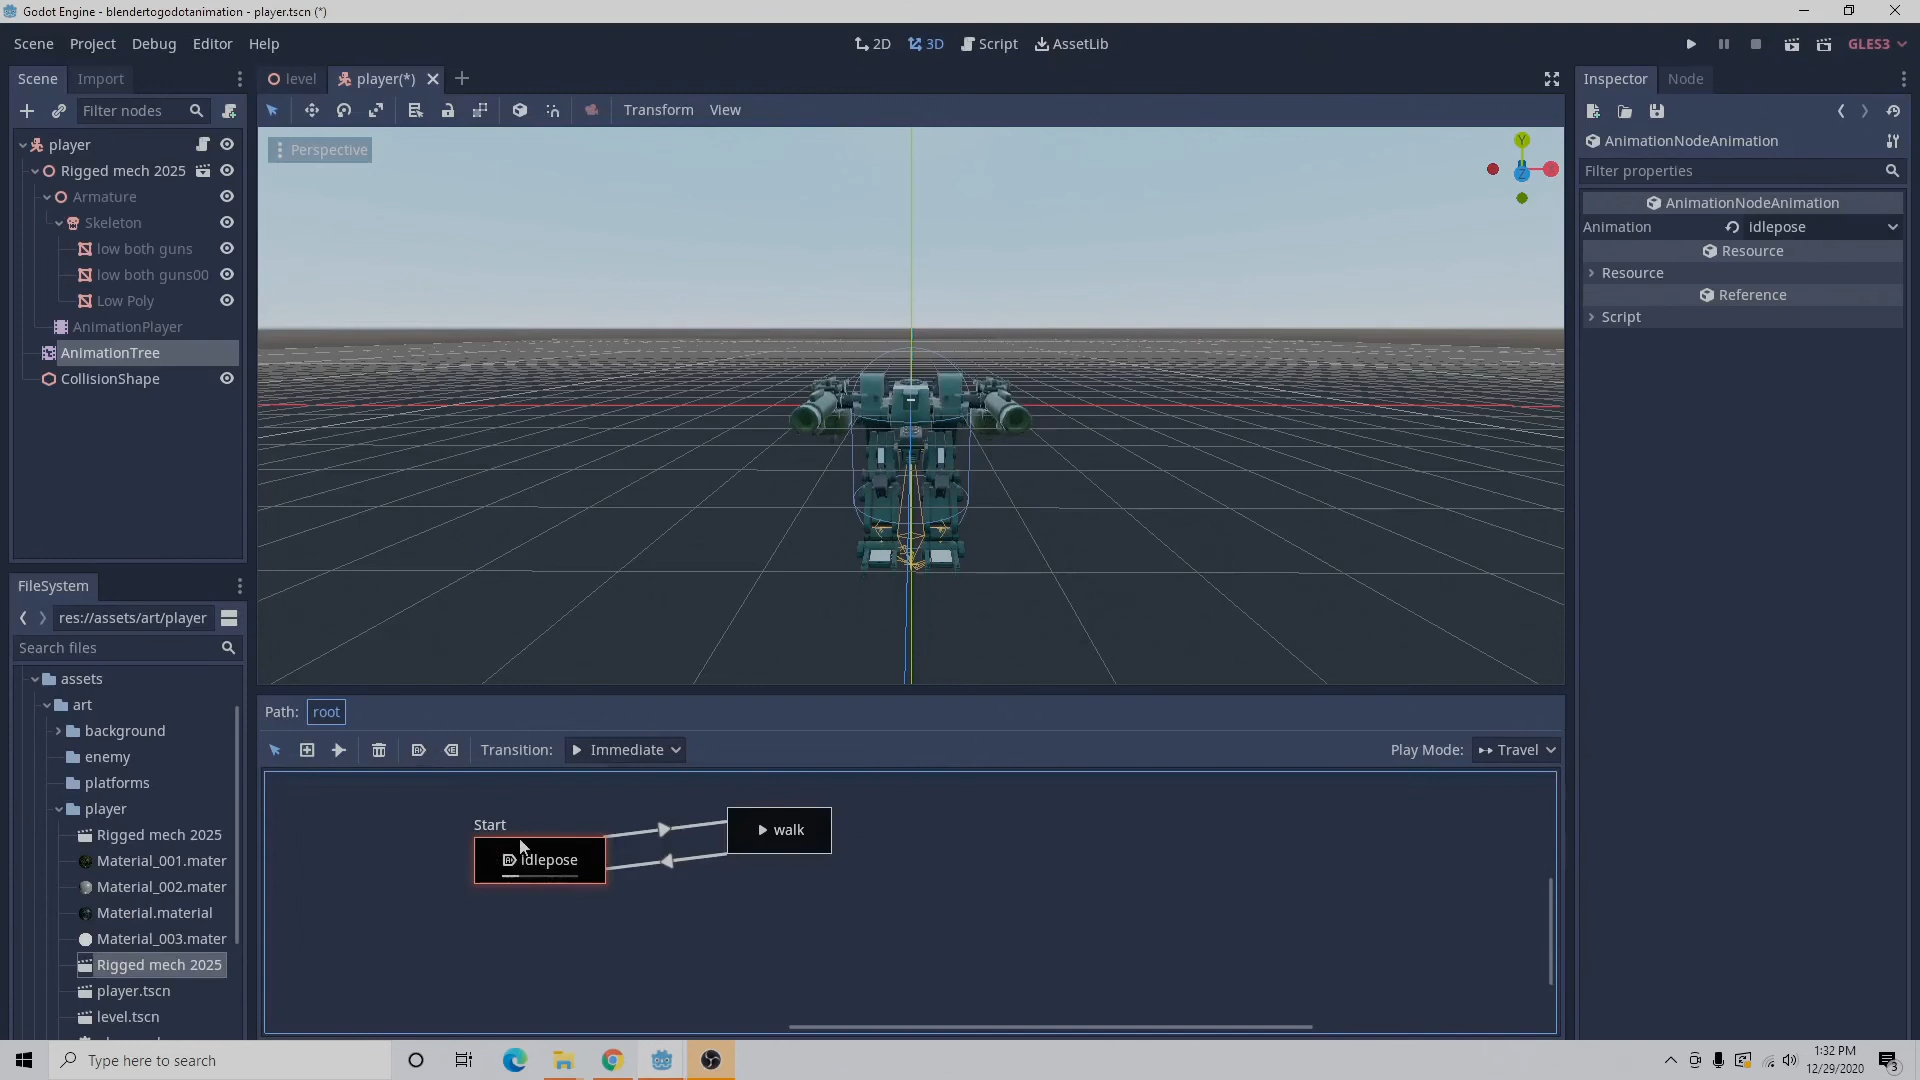 Godot Engine - blendertogodotanimation - player.tscn (*)
Scene Project Debug Editor Help
2D 3D Script AssetLib
GLES3
Scene Import
level player(*)
Inspector Node
Filter nodes
Transform View
player
Rigged mech 2025
Armature
Skeleton
low both guns
low both guns00
Low Poly
AnimationPlayer
AnimationTree
CollisionShape
Perspective
Y
Z
AnimationNodeAnimation
Filter properties
AnimationNodeAnimation
Animation idlepose
Resource
Resource
Reference
Script
FileSystem
res://assets/art/player
Search files
assets
art
background
enemy
platforms
player
Rigged mech 2025
Material_001.mater
Material_002.mater
Material.material
Material_003.mater
Rigged mech 2025
player.tscn
level.tscn
Path: root
Transition: Immediate
Play Mode: Travel
Start
idlepose
walk
Type here to search
1:32 PM
12/29/2020
3